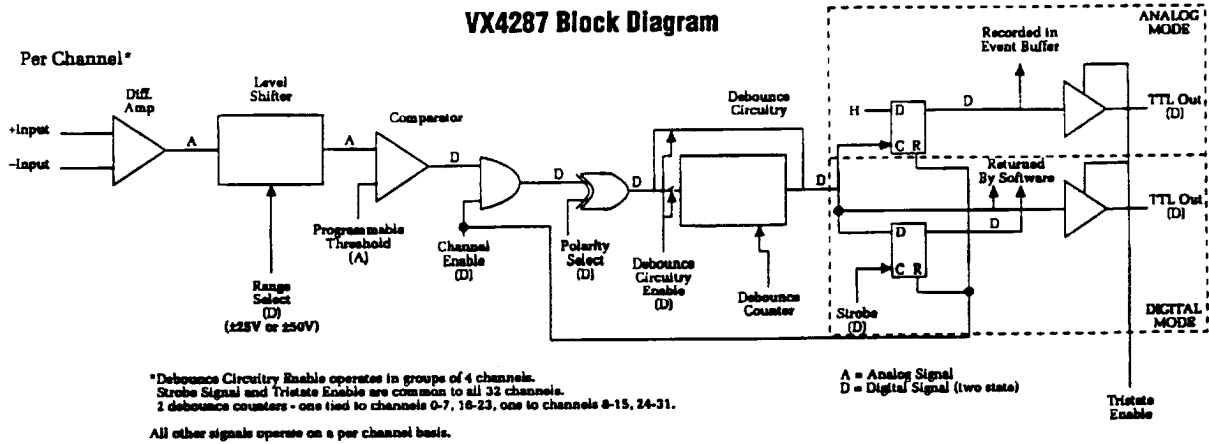 VX4287 Block Diagram
ANALOG
MODE
Per Channel*
Recorded in
Event Buffer
Diff.
Amp
Level
Shifter
Comparator
Debounce
Circuitry
TTL Out
(D)
+Input
-Input
A
A
D
D
D
D
H
D
D
C R
Returned
By Software
TTL Out
(D)
D
D
C R
Programmable
Threshold
(A)
Channel
Enable
(D)
Polarity
Select
(D)
Debounce
Circuitry
Enable
(D)
Debounce
Counter
Range
Select
(D)
(±25V or ±50V)
Strobe
(D)
DIGITAL
MODE
*Debounce Circuitry Enable operates in groups of 4 channels.
Strobe Signal and Tristate Enable are common to all 32 channels.
2 debounce counters - one tied to channels 0-7, 16-23, one to channels 8-15, 24-31.
All other signals operate on a per channel basis.
A = Analog Signal
D = Digital Signal (two state)
Tristate
Enable